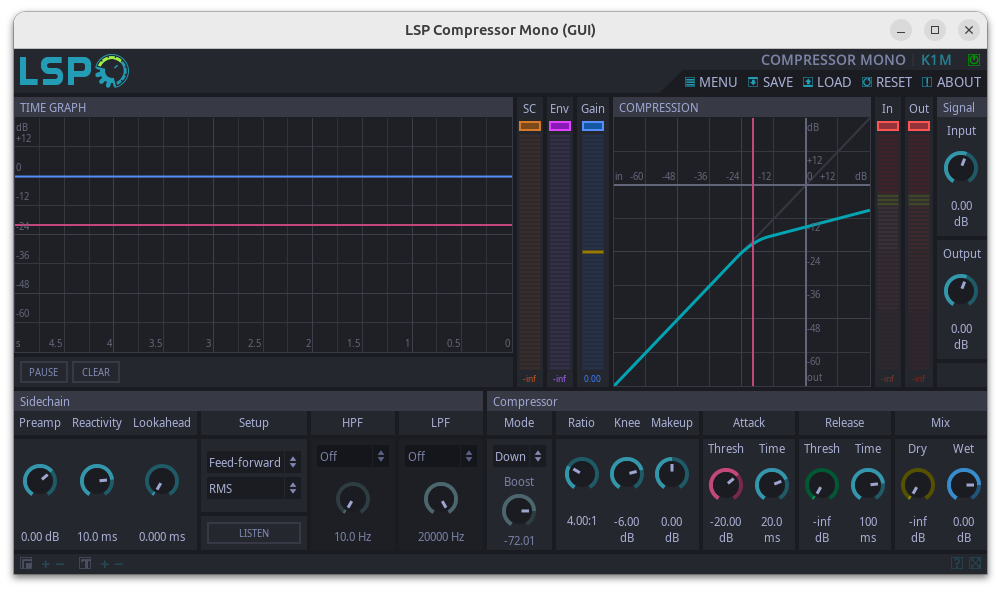 LSP Compressor Mono (GUI)
LSP
COMPRESSOR MONO K1M
MENU SAVE LOAD RESET ABOUT
TIME GRAPH
dB
+12
0
-12
-24
-36
-48
-60
s 4.5 4 3.5 3 2.5 2 1.5 1 0.5 0
PAUSE CLEAR
SC Env Gain
-inf -inf 0.00
COMPRESSION
dB
+12
in -60 -48 -36 -24 -12 0 +12 dB
-12
-24
-36
-48
-60
out
In Out
-inf -inf
Signal
Input
0.00
dB
Output
0.00
dB
Sidechain
Preamp Reactivity Lookahead Setup HPF LPF
Feed-forward Off Off
RMS
0.00 dB 10.0 ms 0.000 ms LISTEN 10.0 Hz 20000 Hz
Compressor
Mode Ratio Knee Makeup Attack Release Mix
Down Thresh Time Thresh Time Dry Wet
Boost
-72.01
4.00:1 -6.00 0.00 -20.00 20.0 -inf 100 -inf 0.00
dB dB dB ms dB ms dB dB